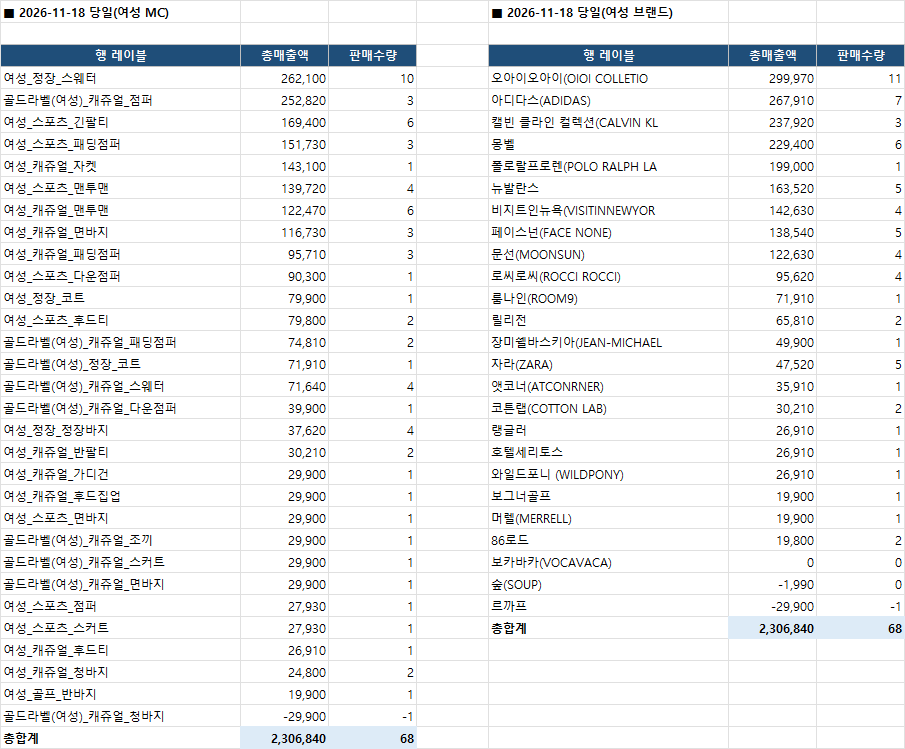 ■ 2026-11-18 당일(여성 MC)
행 레이블 총매출액 판매수량
여성_정장_스웨터 262,100 10
골드라벨(여성)_캐쥬얼_점퍼 252,820 3
여성_스포츠_긴팔티 169,400 6
여성_스포츠_패딩점퍼 151,730 3
여성_캐쥬얼_자켓 143,100 1
여성_스포츠_맨투맨 139,720 4
여성_캐쥬얼_맨투맨 122,470 6
여성_캐쥬얼_면바지 116,730 3
여성_캐쥬얼_패딩점퍼 95,710 3
여성_스포츠_다운점퍼 90,300 1
여성_정장_코트 79,900 1
여성_스포츠_후드티 79,800 2
골드라벨(여성)_캐쥬얼_패딩점퍼 74,810 2
골드라벨(여성)_정장_코트 71,910 1
골드라벨(여성)_캐쥬얼_스웨터 71,640 4
골드라벨(여성)_캐쥬얼_다운점퍼 39,900 1
여성_정장_정장바지 37,620 4
여성_캐쥬얼_반팔티 30,210 2
여성_캐쥬얼_가디건 29,900 1
여성_캐쥬얼_후드집업 29,900 1
여성_스포츠_면바지 29,900 1
골드라벨(여성)_캐쥬얼_조끼 29,900 1
골드라벨(여성)_캐쥬얼_스커트 29,900 1
골드라벨(여성)_캐쥬얼_면바지 29,900 1
여성_스포츠_점퍼 27,930 1
여성_스포츠_스커트 27,930 1
여성_캐쥬얼_후드티 26,910 1
여성_캐쥬얼_청바지 24,800 2
여성_골프_반바지 19,900 1
골드라벨(여성)_캐쥬얼_청바지 -29,900 -1
총합계 2,306,840 68
■ 2026-11-18 당일(여성 브랜드)
행 레이블 총매출액 판매수량
오아이오아이(OIOI COLLETIO 299,970 11
아디다스(ADIDAS) 267,910 7
캘빈 클라인 컬렉션(CALVIN KL 237,920 3
몽벨 229,400 6
폴로랄프로렌(POLO RALPH LA 199,000 1
뉴발란스 163,520 5
비지트인뉴욕(VISITINNEWYOR 142,630 4
페이스넌(FACE NONE) 138,540 5
문선(MOONSUN) 122,630 4
로씨로씨(ROCCI ROCCI) 95,620 4
룸나인(ROOM9) 71,910 1
릴리전 65,810 2
장미쉘바스키아(JEAN-MICHAEL 49,900 1
자라(ZARA) 47,520 5
앳코너(ATCONRNER) 35,910 1
코튼랩(COTTON LAB) 30,210 2
랭글러 26,910 1
호텔세리토스 26,910 1
와일드포니 (WILDPONY) 26,910 1
보그너골프 19,900 1
머렐(MERRELL) 19,900 1
86로드 19,800 2
보카바카(VOCAVACA) 0 0
숲(SOUP) -1,990 0
르까프 -29,900 -1
총합계 2,306,840 68